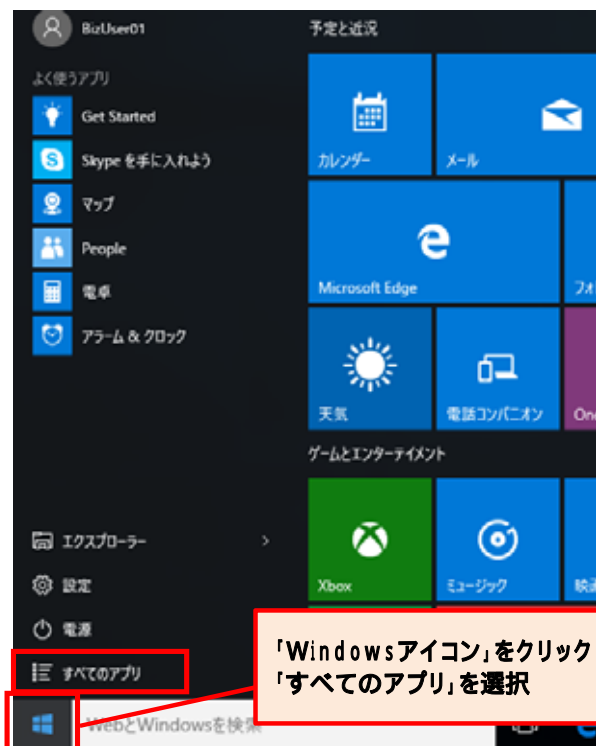 BizUser01
よく使うアプリ
Get Started
Skype を手に入れよう
マップ
People
電卓
アラーム & クロック
エクスプローラー
設定
電源
すべてのアプリ
WebとWindowsを検索
予定と近況
カレンダー
メール
Microsoft Edge
天気
電話コンパニオン
ゲームとエンターテイメント
Xbox
ミュージック
「Windowsアイコン」をクリック
「すべてのアプリ」を選択